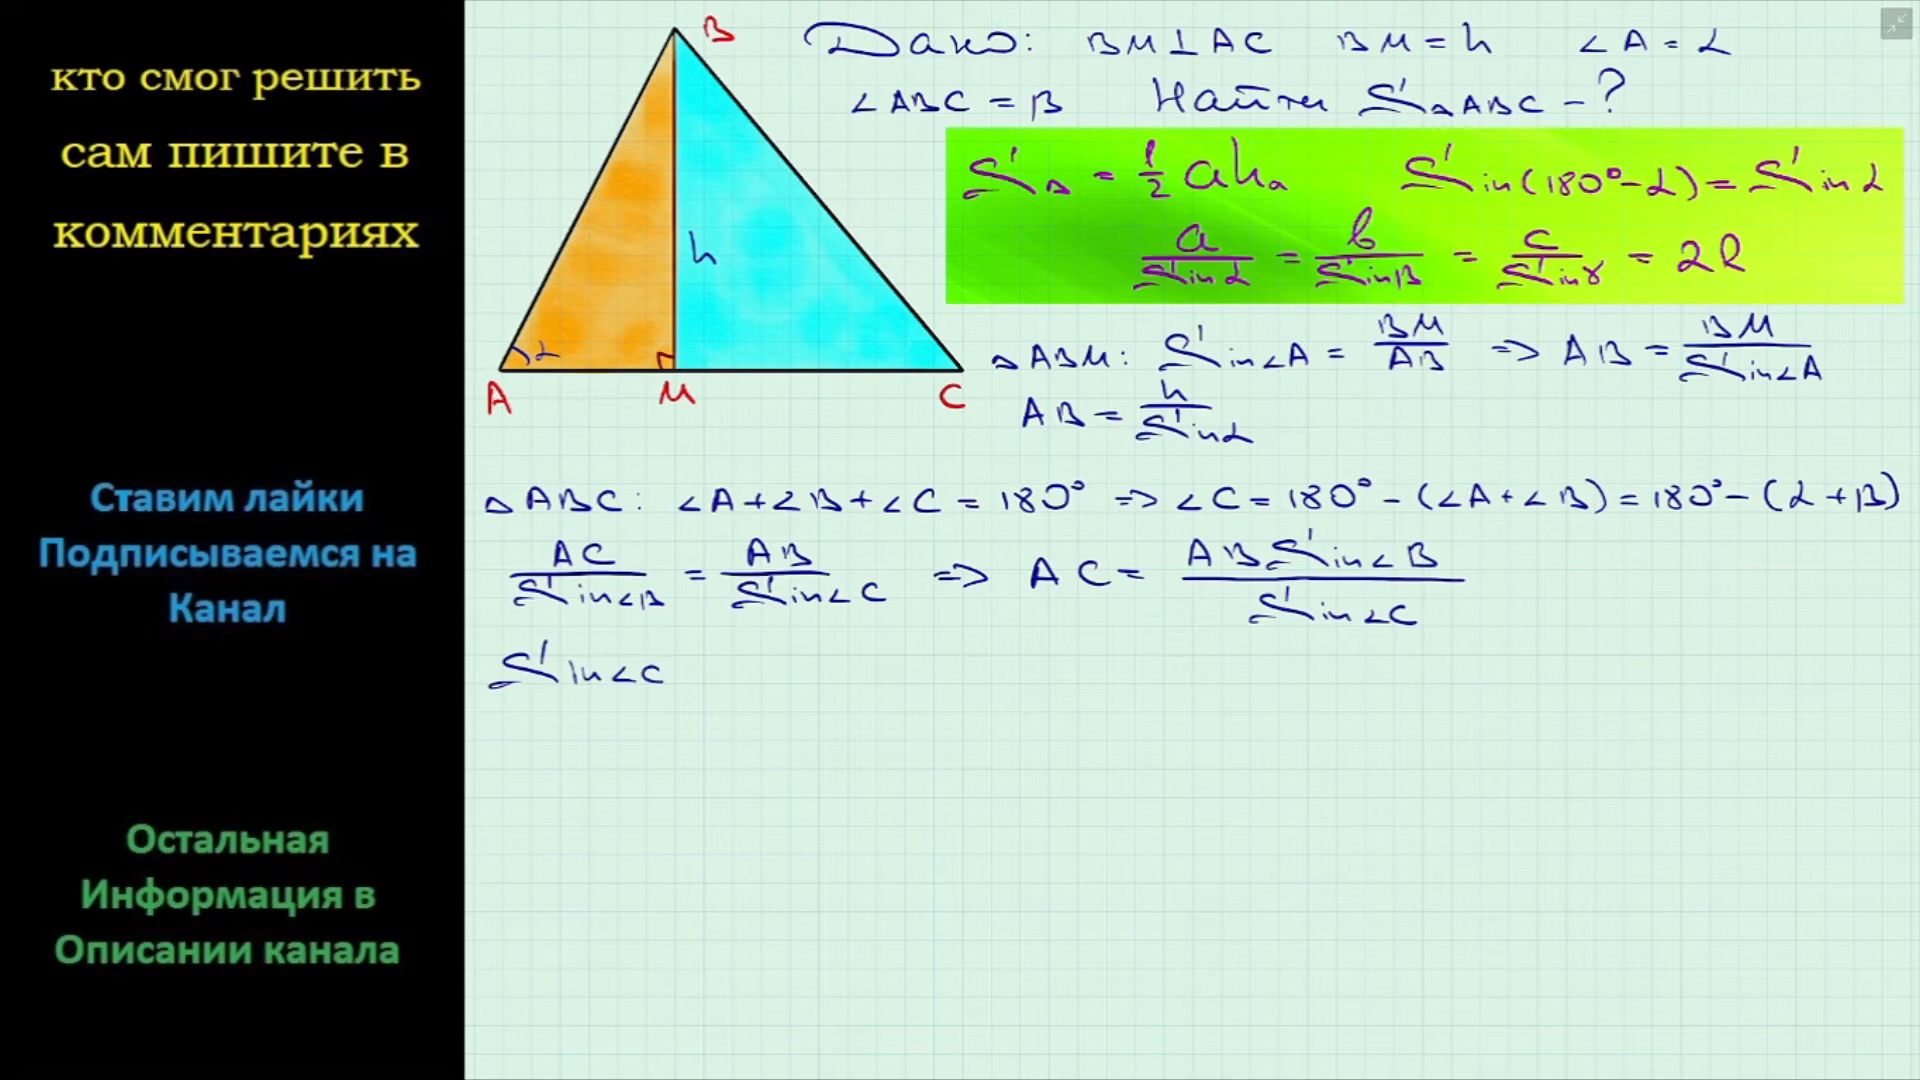 кто смог решить
сам пишите в
комментариях
Ставим лайки
Подписываемся на
Канал
Остальная
Информация в
Описании канала
Дано: BM⊥AC BM = h ∠A = α
∠ABC = β Найти S△ABC - ?
S△ = 1/2 ahₐ Sin(180° - α) = Sin α
a/Sin α = b/Sin β = c/Sin γ = 2R
B
h
α
A M C
△ABM: Sin∠A = BM/AB => AB = BM/Sin∠A
AB = h/Sin α
△ABC: ∠A + ∠B + ∠C = 180° => ∠C = 180° - (∠A + ∠B) = 180° - (α + β)
AC/Sin∠B = AB/Sin∠C => AC = AB Sin∠B/Sin∠C
Sin∠C